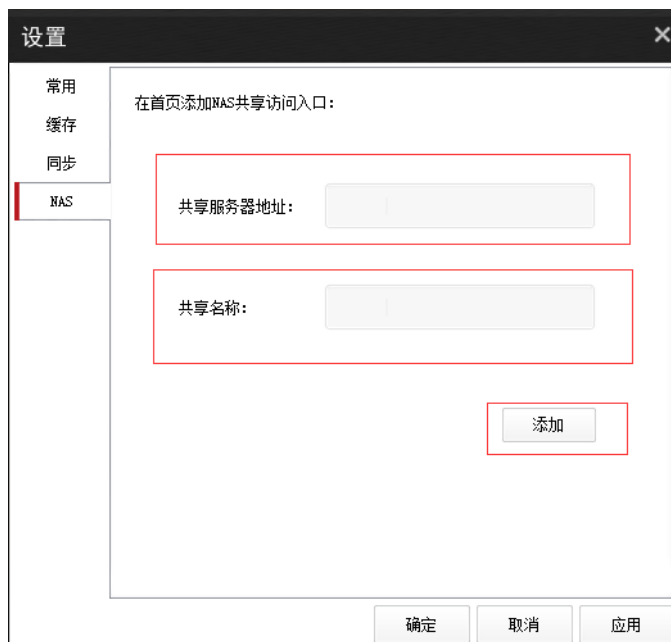 设置
常用
缓存
同步
NAS
在首页添加NAS共享访问入口：
共享服务器地址：
共享名称：
添加
确定
取消
应用